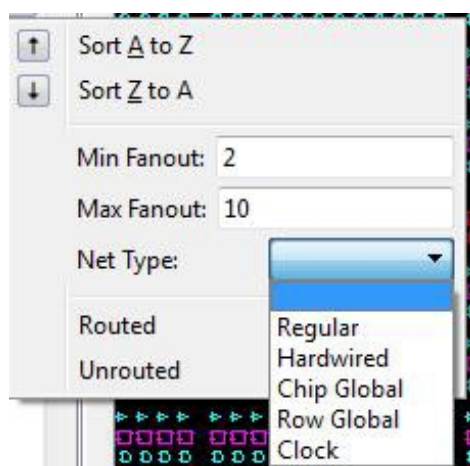 Sort A to Z
Sort Z to A
Min Fanout: 2
Max Fanout: 10
Net Type:
Routed
Unrouted
Regular
Hardwired
Chip Global
Row Global
Clock